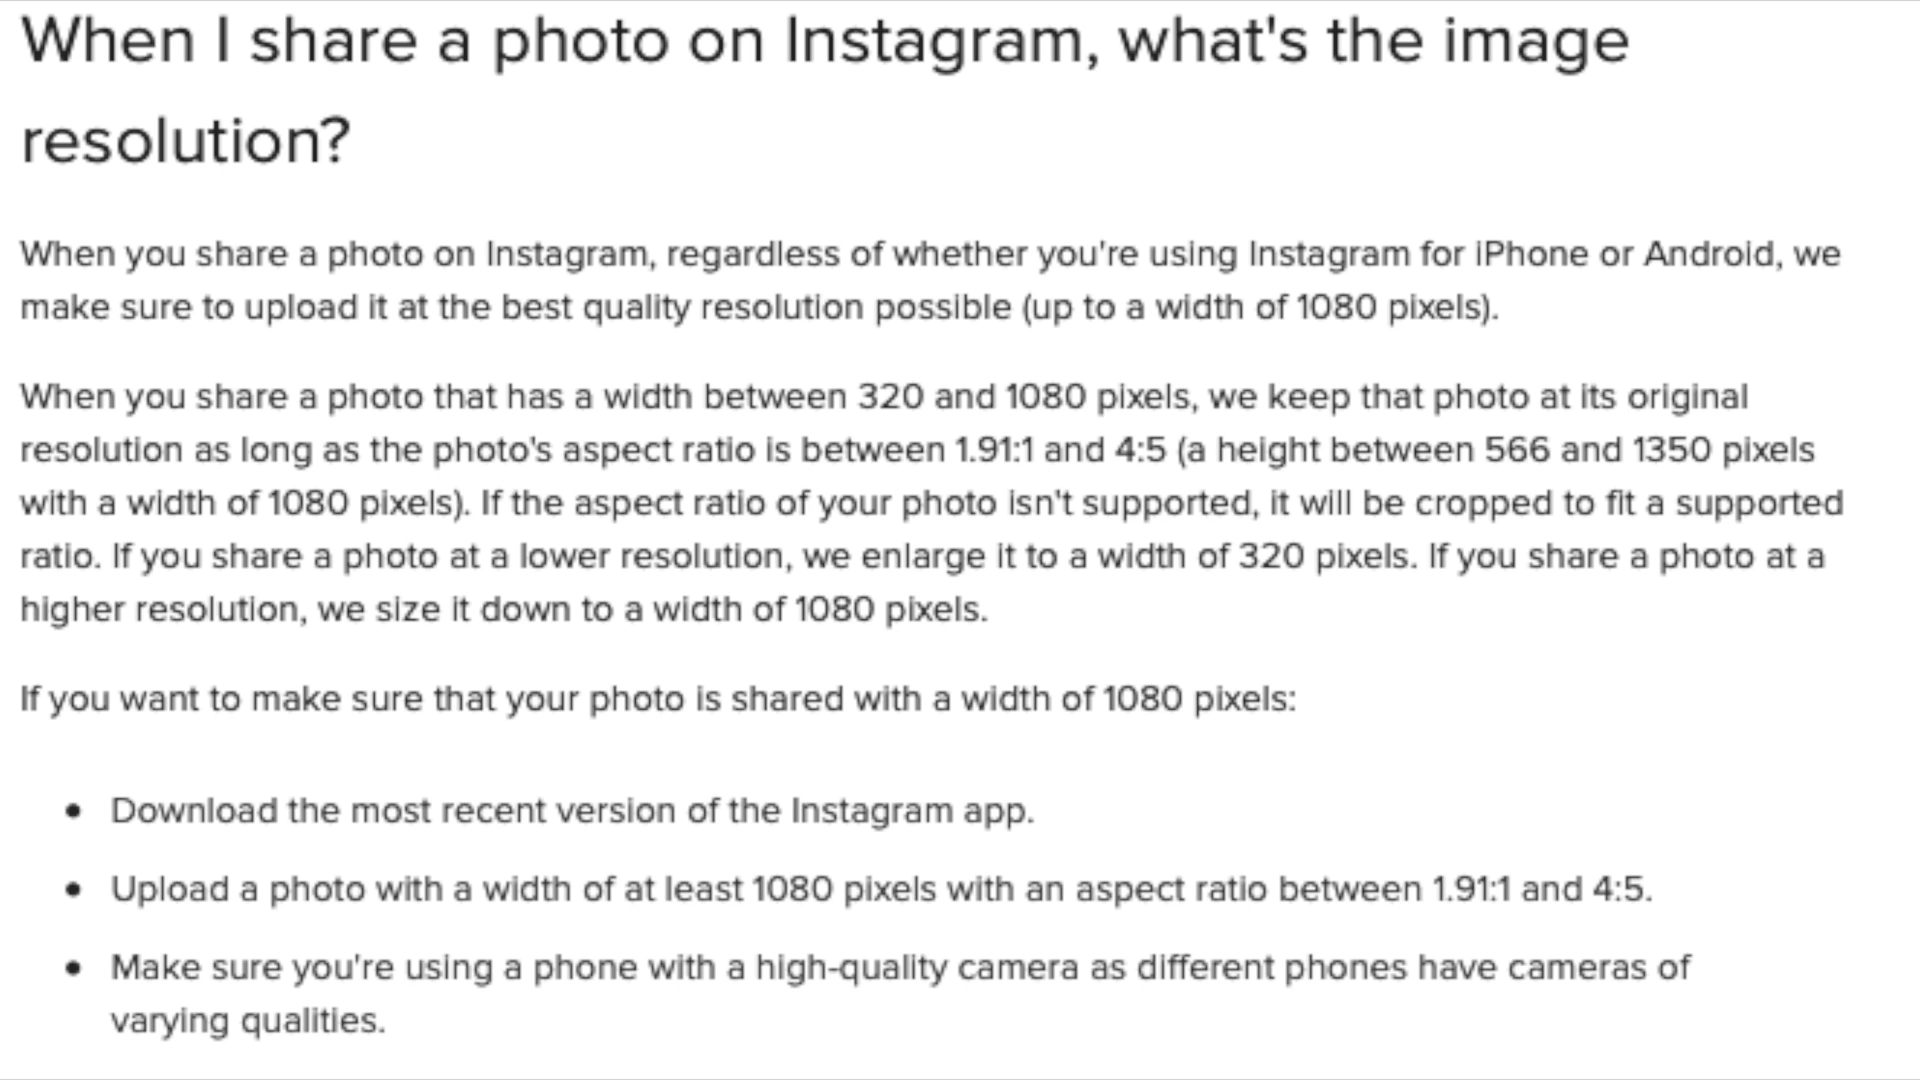 When I share a photo on Instagram, what's the image
resolution?
When you share a photo on Instagram, regardless of whether you're using Instagram for iPhone or Android, we
make sure to upload it at the best quality resolution possible (up to a width of 1080 pixels).
When you share a photo that has a width between 320 and 1080 pixels, we keep that photo at its original
resolution as long as the photo's aspect ratio is between 1.91:1 and 4:5 (a height between 566 and 1350 pixels
with a width of 1080 pixels). If the aspect ratio of your photo isn't supported, it will be cropped to fit a supported
ratio. If you share a photo at a lower resolution, we enlarge it to a width of 320 pixels. If you share a photo at a
higher resolution, we size it down to a width of 1080 pixels.
If you want to make sure that your photo is shared with a width of 1080 pixels:
• Download the most recent version of the Instagram app.
• Upload a photo with a width of at least 1080 pixels with an aspect ratio between 1.91:1 and 4:5.
• Make sure you're using a phone with a high-quality camera as different phones have cameras of
varying qualities.